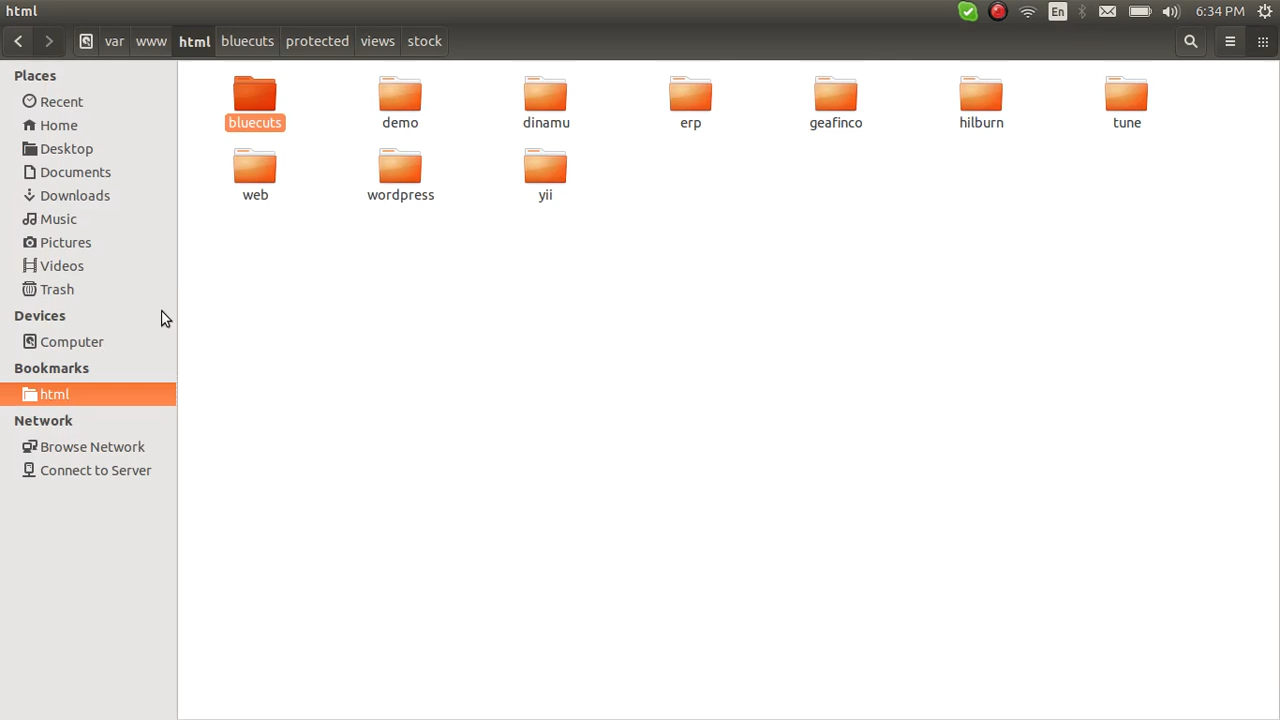 html
En
6:34 PM
var www html bluecuts protected views stock
Places
Recent
Home
Desktop
Documents
Downloads
Music
Pictures
Videos
Trash
Devices
Computer
Bookmarks
html
Network
Browse Network
Connect to Server
bluecuts demo dinamu erp geafinco hilburn tune
web wordpress yii